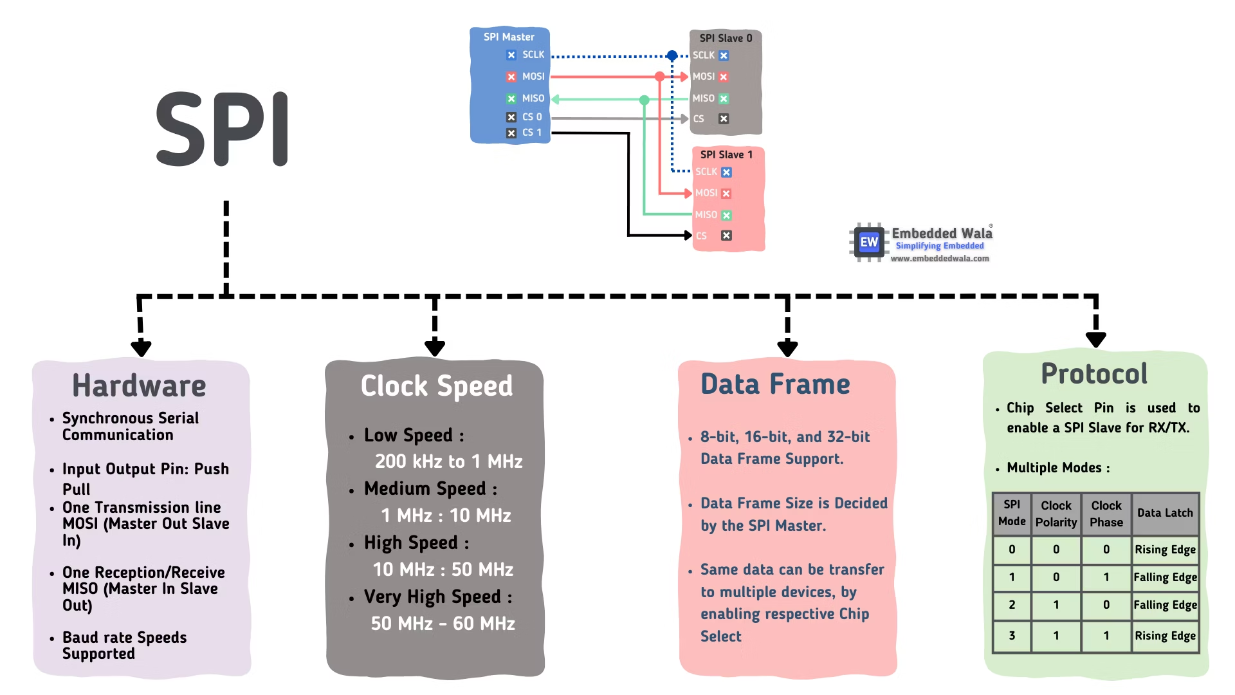 SPI
SPI Master
SCLK
MOSI
MISO
CS 0
CS 1
SPI Slave 0
SCLK
MOSI
MISO
CS
SPI Slave 1
SCLK
MOSI
MISO
CS
EW
Embedded Wala
Simplifying Embedded
www.embeddedwala.com
Hardware
• Synchronous Serial
Communication
• Input Output Pin: Push
Pull
• One Transmission line
MOSI (Master Out Slave
In)
• One Reception/Receive
MISO (Master In Slave
Out)
• Baud rate Speeds
Supported
Clock Speed
• Low Speed :
200 kHz to 1 MHz
• Medium Speed :
1 MHz : 10 MHz
• High Speed :
10 MHz : 50 MHz
• Very High Speed :
50 MHz - 60 MHz
Data Frame
• 8-bit, 16-bit, and 32-bit
Data Frame Support.
• Data Frame Size is Decided
by the SPI Master.
• Same data can be transfer
to multiple devices, by
enabling respective Chip
Select
Protocol
• Chip Select Pin is used to
enable a SPI Slave for RX/TX.
• Multiple Modes :
SPI Mode Clock Polarity Clock Phase Data Latch
0 0 0 Rising Edge
1 0 1 Falling Edge
2 1 0 Falling Edge
3 1 1 Rising Edge